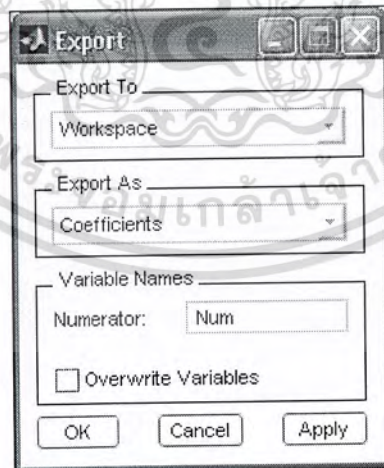 Export
Export To
Workspace
Export As
Coefficients
Variable Names
Numerator: Num
Overwrite Variables
OK Cancel Apply